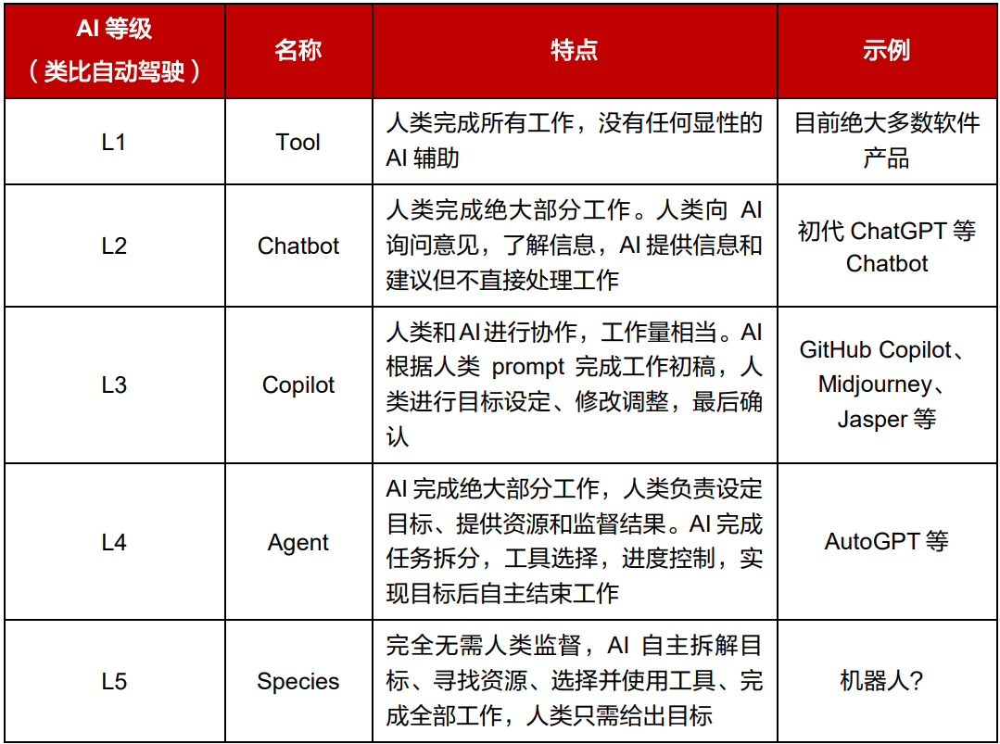 AI 等级
（类比自动驾驶）
名称
特点
示例
L1
Tool
人类完成所有工作，没有任何显性的
AI 辅助
目前绝大多数软件
产品
L2
Chatbot
人类完成绝大部分工作。人类向 AI
询问意见，了解信息，AI 提供信息和
建议但不直接处理工作
初代 ChatGPT 等
Chatbot
L3
Copilot
人类和AI进行协作，工作量相当。AI
根据人类 prompt 完成工作初稿，人
类进行目标设定、修改调整，最后确
认
GitHub Copilot、
Midjourney、
Jasper 等
L4
Agent
AI 完成绝大部分工作，人类负责设定
目标、提供资源和监督结果。AI 完成
任务拆分，工具选择，进度控制，实
现目标后自主结束工作
AutoGPT 等
L5
Species
完全无需人类监督，AI 自主拆解目
标、寻找资源、选择并使用工具、完
成全部工作，人类只需给出目标
机器人？